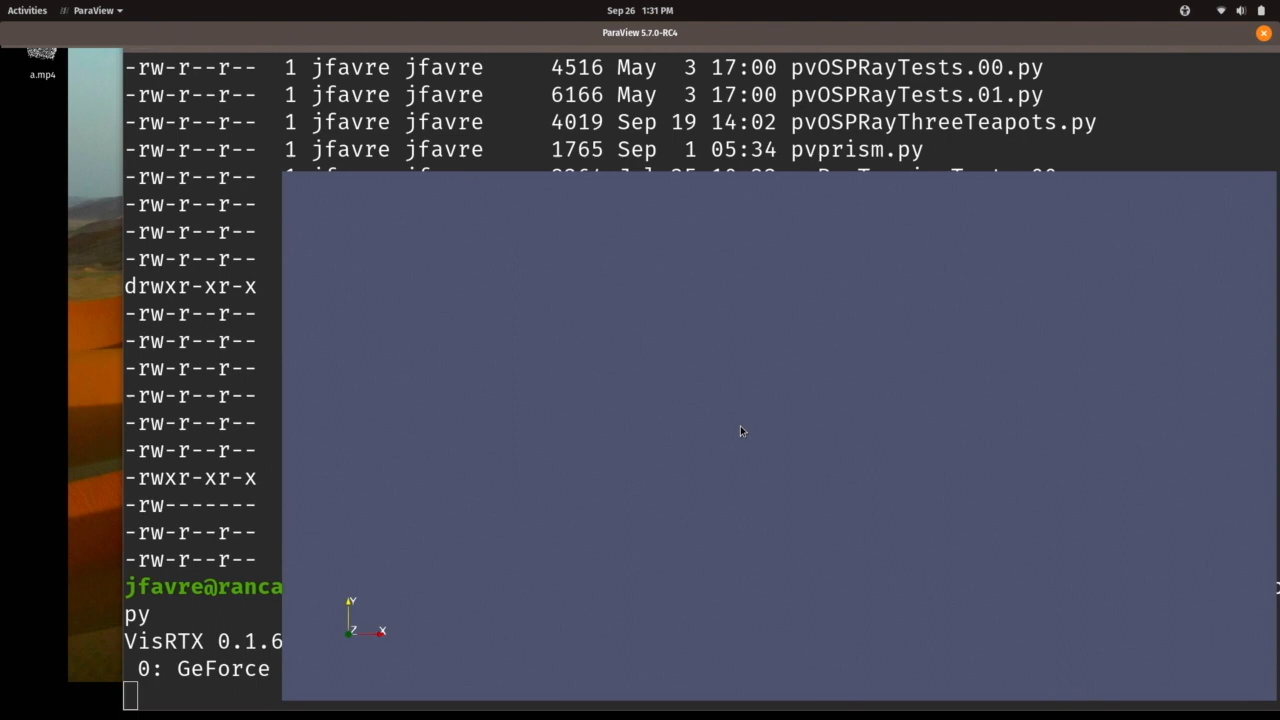 Activities ParaView Sep 26 1:31 PM
ParaView 5.7.0-RC4
a.mp4
-rw-r--r-- 1 jfavre jfavre 4516 May 3 17:00 pvOSPRayTests.00.py
-rw-r--r-- 1 jfavre jfavre 6166 May 3 17:00 pvOSPRayTests.01.py
-rw-r--r-- 1 jfavre jfavre 4019 Sep 19 14:02 pvOSPRayThreeTeapots.py
-rw-r--r-- 1 jfavre jfavre 1765 Sep 1 05:34 pvprism.py
-rw-r--r--
-rw-r--r--
-rw-r--r--
-rw-r--r--
drwxr-xr-x
-rw-r--r--
-rw-r--r--
-rw-r--r--
-rw-r--r--
-rw-r--r--
-rw-r--r--
-rwxr-xr-x
-rw-------
-rw-r--r--
-rw-r--r--
jfavre@ranca
py
VisRTX 0.1.6
0: GeForce
Y
Z X